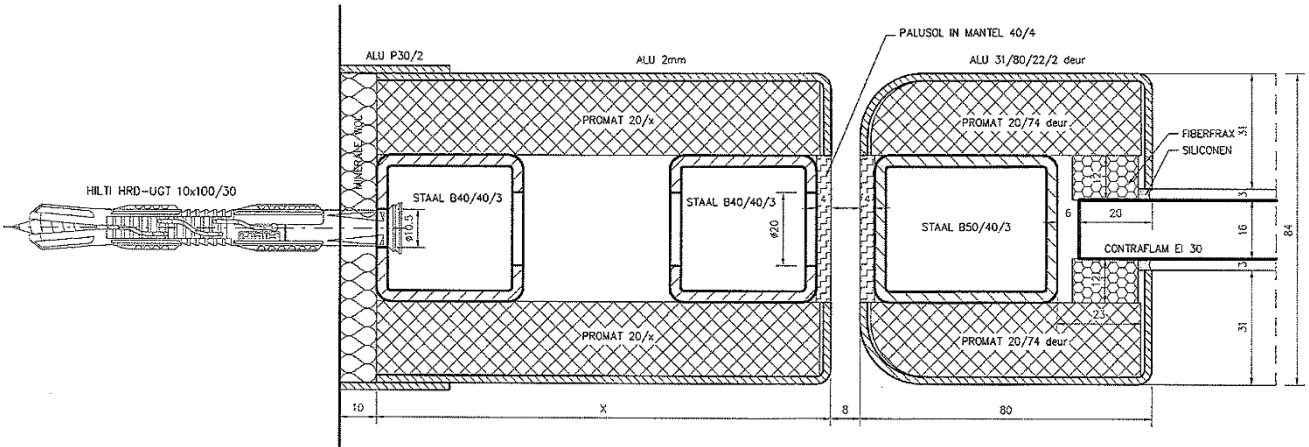 PALUSOL IN MANTEL 40/4
ALU P30/2
ALU 2mm
ALU 31/80/22/2 deur
PROMAT 20/x
PROMAT 20/74 deur
FIBERFRAX
SILICONEN
31
MINERALE WOL
12
HILTI HRD-UGT 10x100/30
STAAL B40/40/3
STAAL B40/40/3
4
4
3
ø10,5
ø20
STAAL B50/40/3
6
20
16
84
CONTRAFLAM EI 30
3
12
23
PROMAT 20/x
PROMAT 20/74 deur
31
10
X
8
80